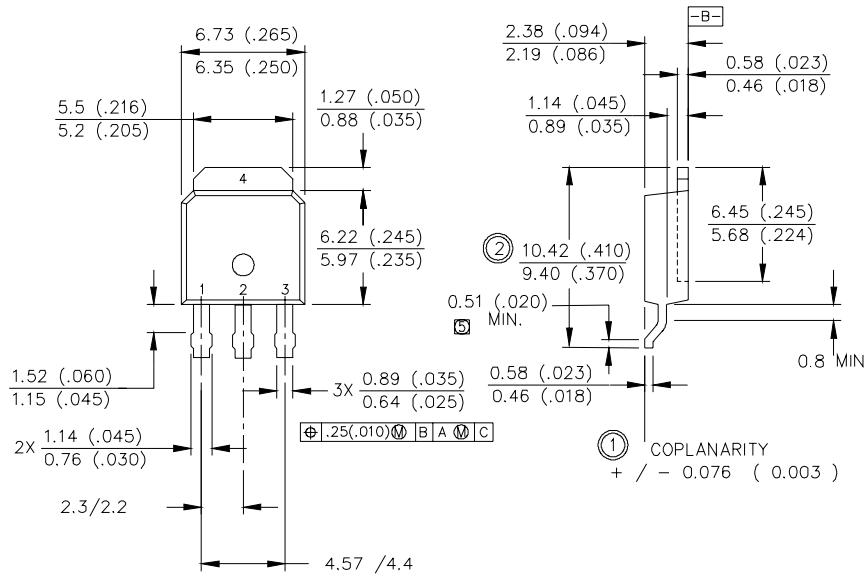 6.73 (.265)
6.35 (.250)
5.5 (.216)
5.2 (.205)
1.27 (.050)
0.88 (.035)
4
6.22 (.245)
5.97 (.235)
1 2 3
1.52 (.060)
1.15 (.045)
3X 0.89 (.035)
0.64 (.025)
⌖ .25(.010) Ⓜ B A Ⓜ C
2X 1.14 (.045)
0.76 (.030)
2.3/2.2
4.57 /4.4
-B-
2.38 (.094)
2.19 (.086)
0.58 (.023)
0.46 (.018)
1.14 (.045)
0.89 (.035)
6.45 (.245)
5.68 (.224)
② 10.42 (.410)
9.40 (.370)
0.51 (.020)
5 MIN.
0.8 MIN
0.58 (.023)
0.46 (.018)
① COPLANARITY
+ / - 0.076 ( 0.003 )